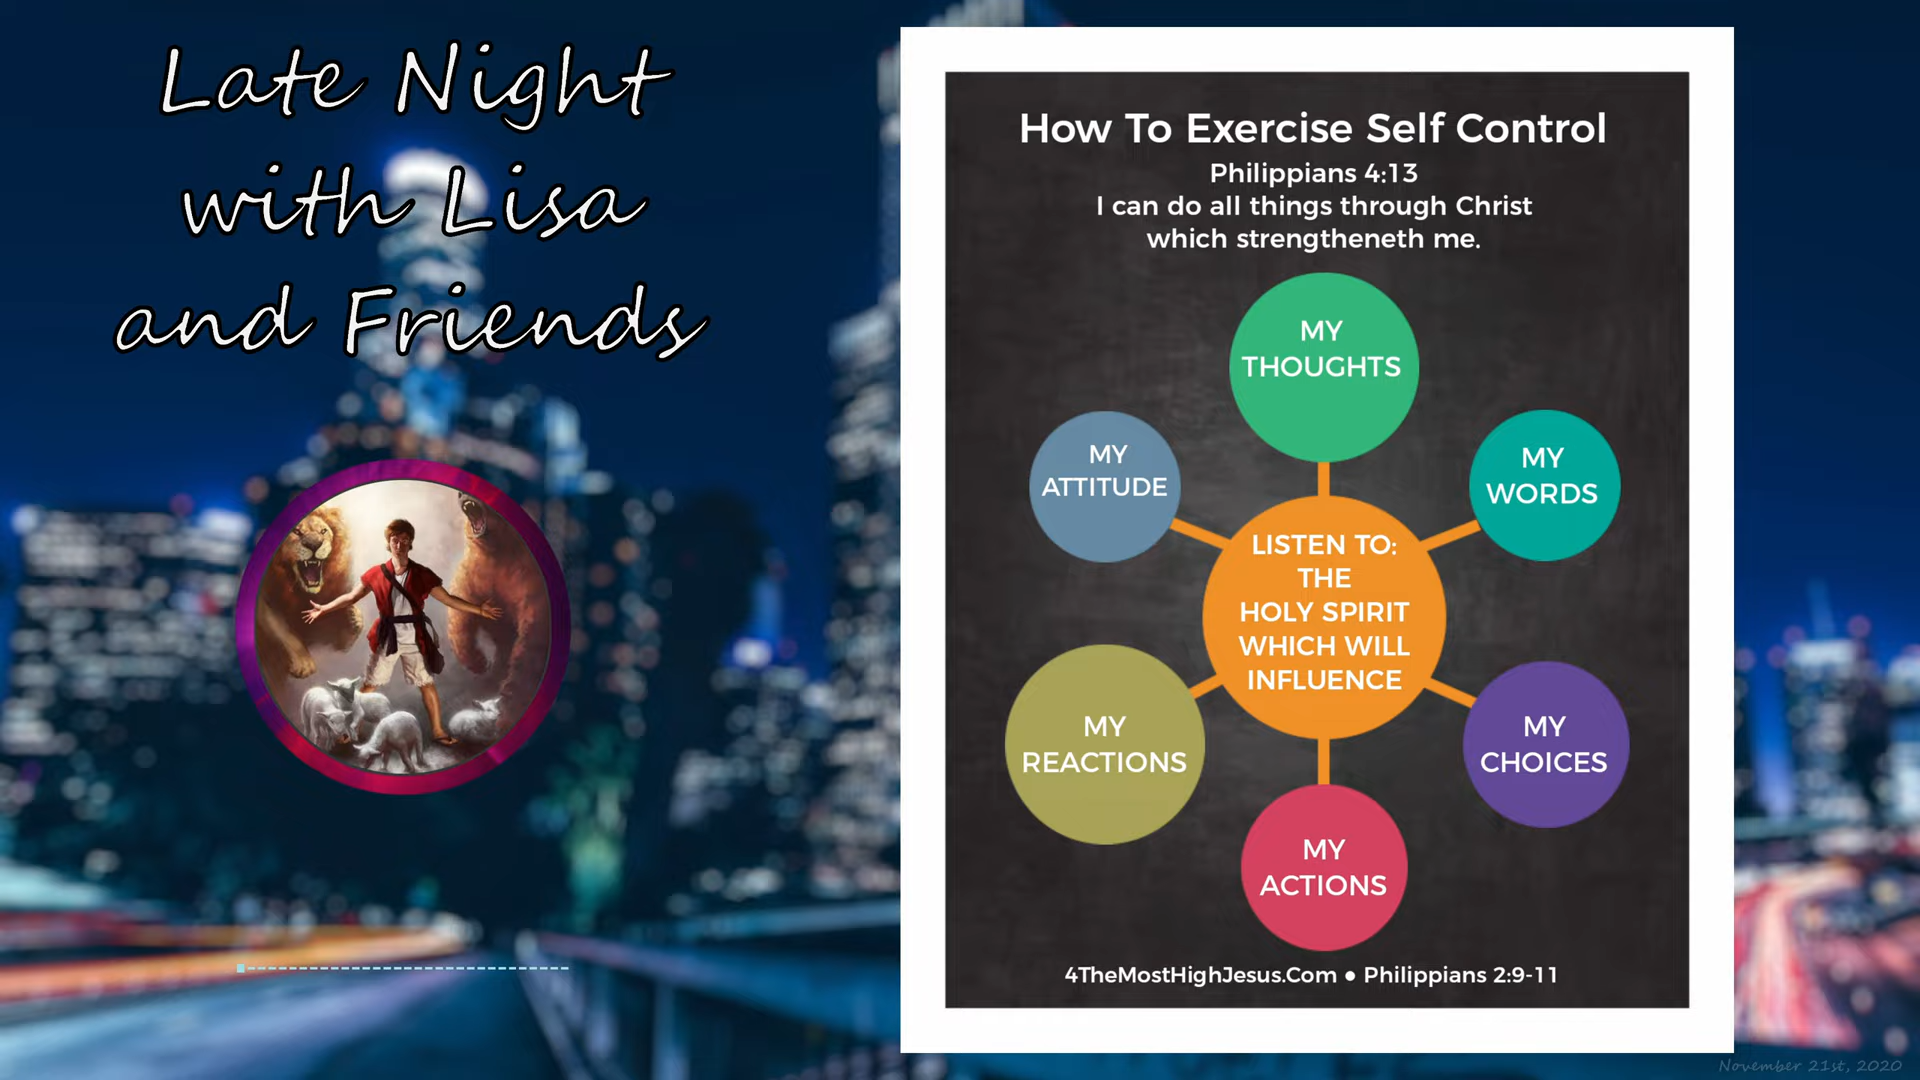 Late Night
with Lisa
and Friends
How To Exercise Self Control
Philippians 4:13
I can do all things through Christ
which strengtheneth me.
MY
THOUGHTS
MY
ATTITUDE
MY
WORDS
LISTEN TO:
THE
HOLY SPIRIT
WHICH WILL
INFLUENCE
MY
REACTIONS
MY
CHOICES
MY
ACTIONS
4TheMostHighJesus.Com ● Philippians 2:9-11
November 21st, 2020